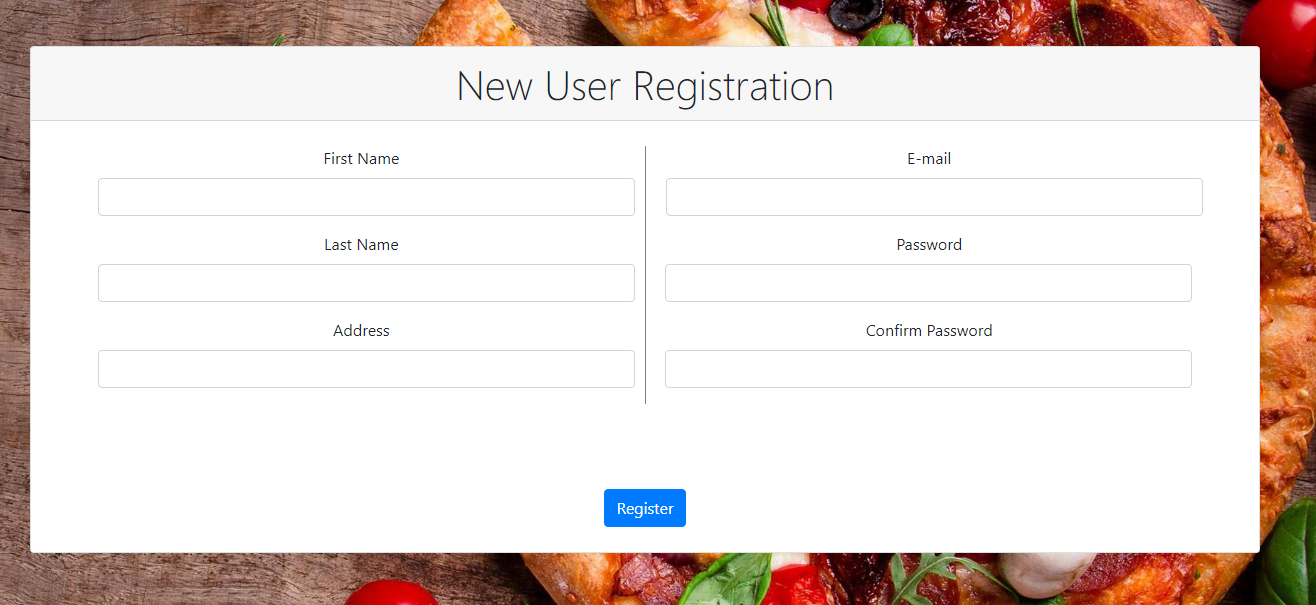 New User Registration
First Name
E-mail
Last Name
Password
Address
Confirm Password
Register